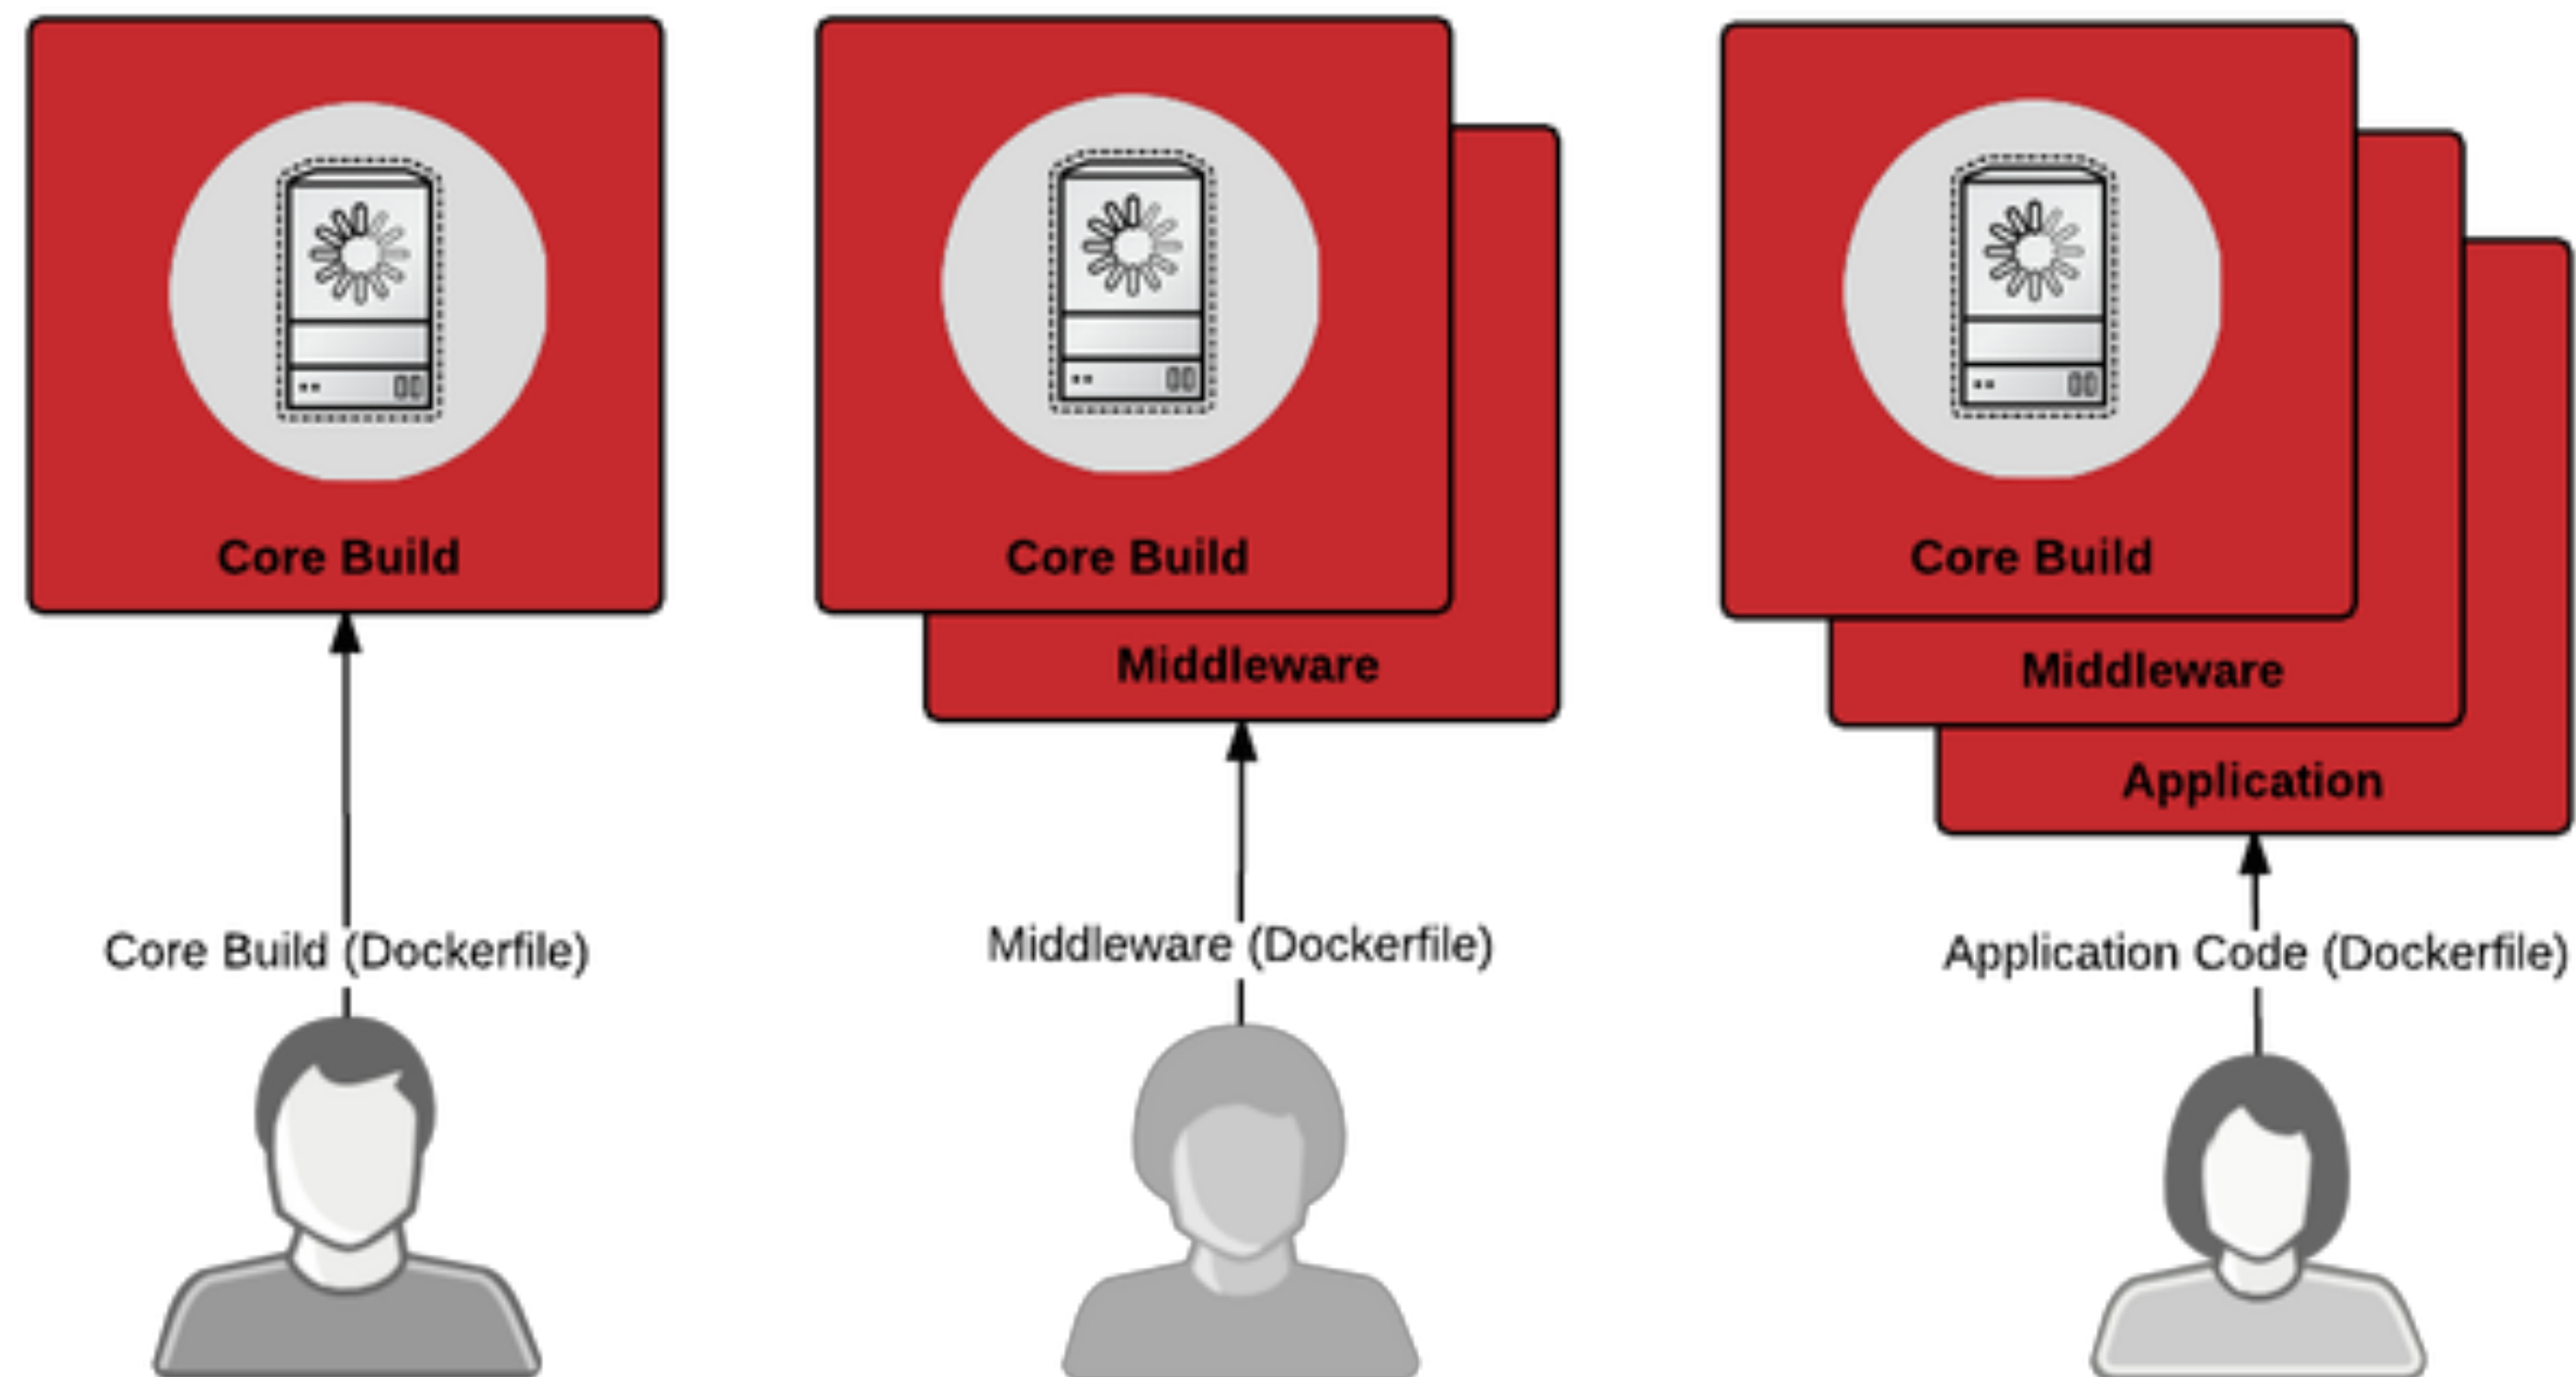 Core Build
Core Build
Core Build
Middleware
Middleware
Application
Core Build (Dockerfile)
Middleware (Dockerfile)
Application Code (Dockerfile)